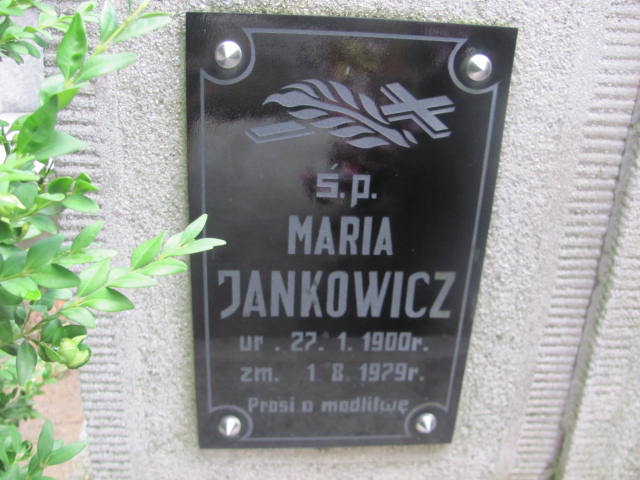 ś.p.
MARIA
JANKOWICZ
ur. 27. 1. 1900r.
zm. 1 8. 1979r.
Prosi o modlitwę